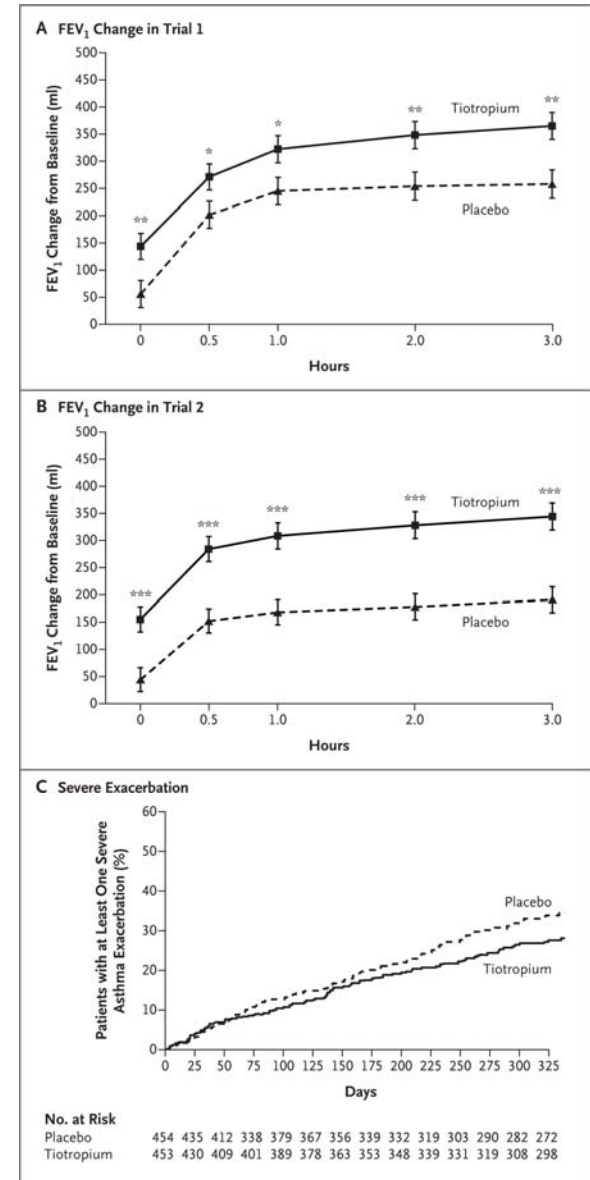 A FEV1 Change in Trial 1
FEV1 Change from Baseline (ml)
500
450
400
350
300
250
200
150
100
50
0
**
*
*
**
**
Tiotropium
Placebo
0 0.5 1.0 2.0 3.0
Hours
B FEV1 Change in Trial 2
FEV1 Change from Baseline (ml)
500
450
400
350
300
250
200
150
100
50
0
***
***
***
***
***
Tiotropium
Placebo
0 0.5 1.0 2.0 3.0
Hours
C Severe Exacerbation
Patients with at Least One Severe
Asthma Exacerbation (%)
60
50
40
30
20
10
0
Placebo
Tiotropium
0 25 50 75 100 125 150 175 200 225 250 275 300 325
Days
No. at Risk
Placebo 454 435 412 338 379 367 356 339 332 319 303 290 282 272
Tiotropium 453 430 409 401 389 378 363 353 348 339 331 319 308 298